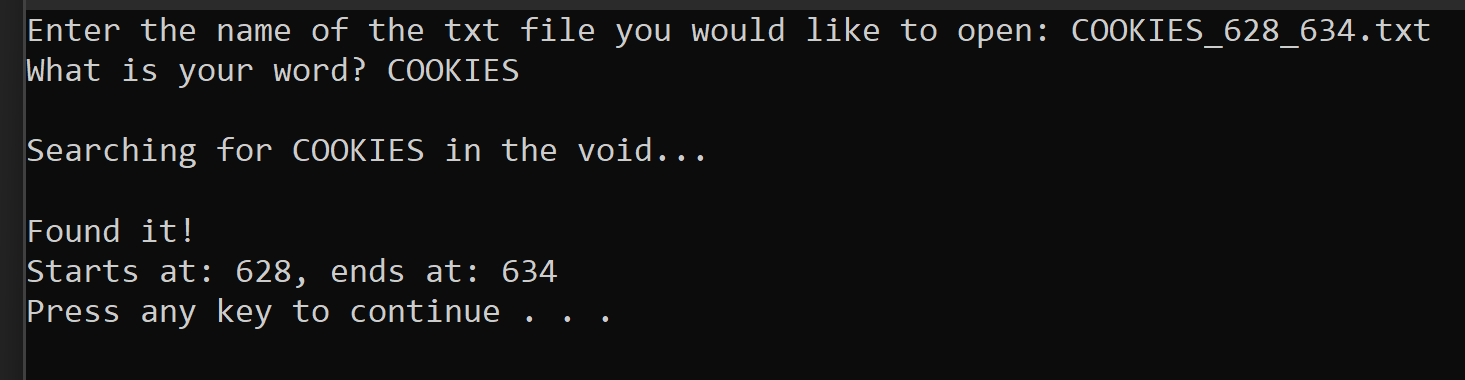 Enter the name of the txt file you would like to open: COOKIES_628_634.txt
What is your word? COOKIES
Searching for COOKIES in the void...
Found it!
Starts at: 628, ends at: 634
Press any key to continue . . .